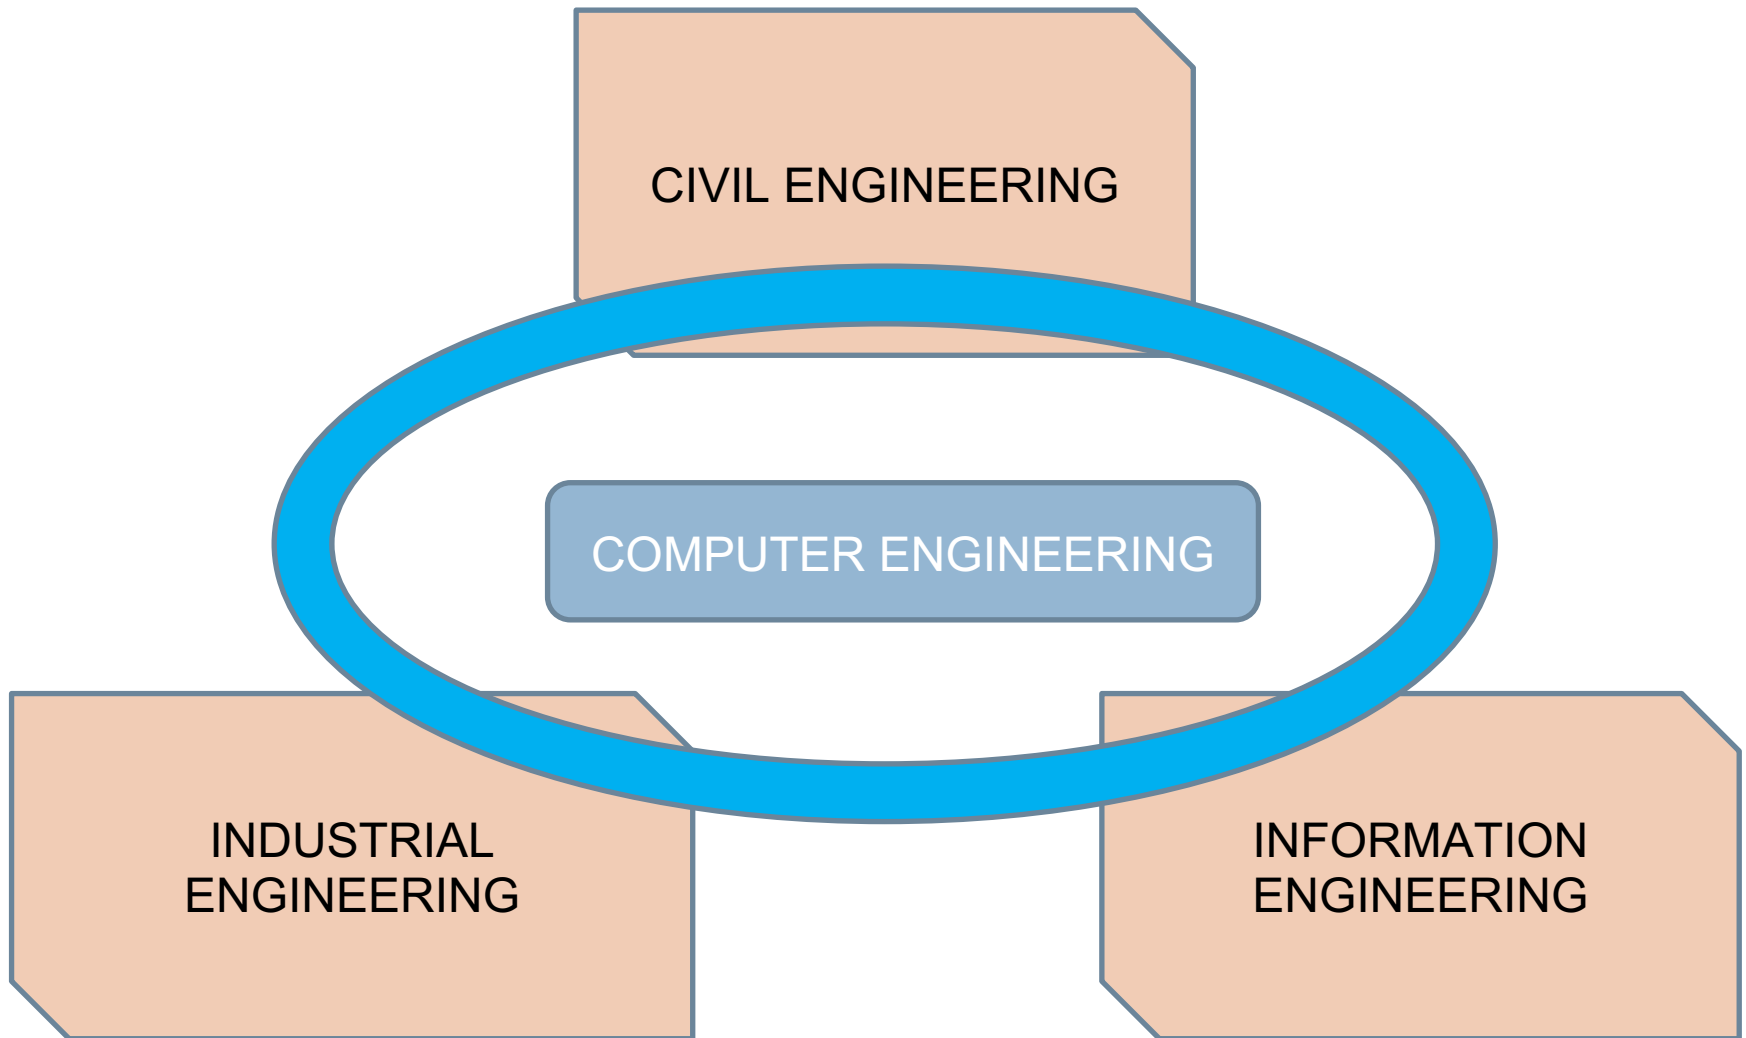 CIVIL ENGINEERING
COMPUTER ENGINEERING
INDUSTRIAL
ENGINEERING
INFORMATION
ENGINEERING